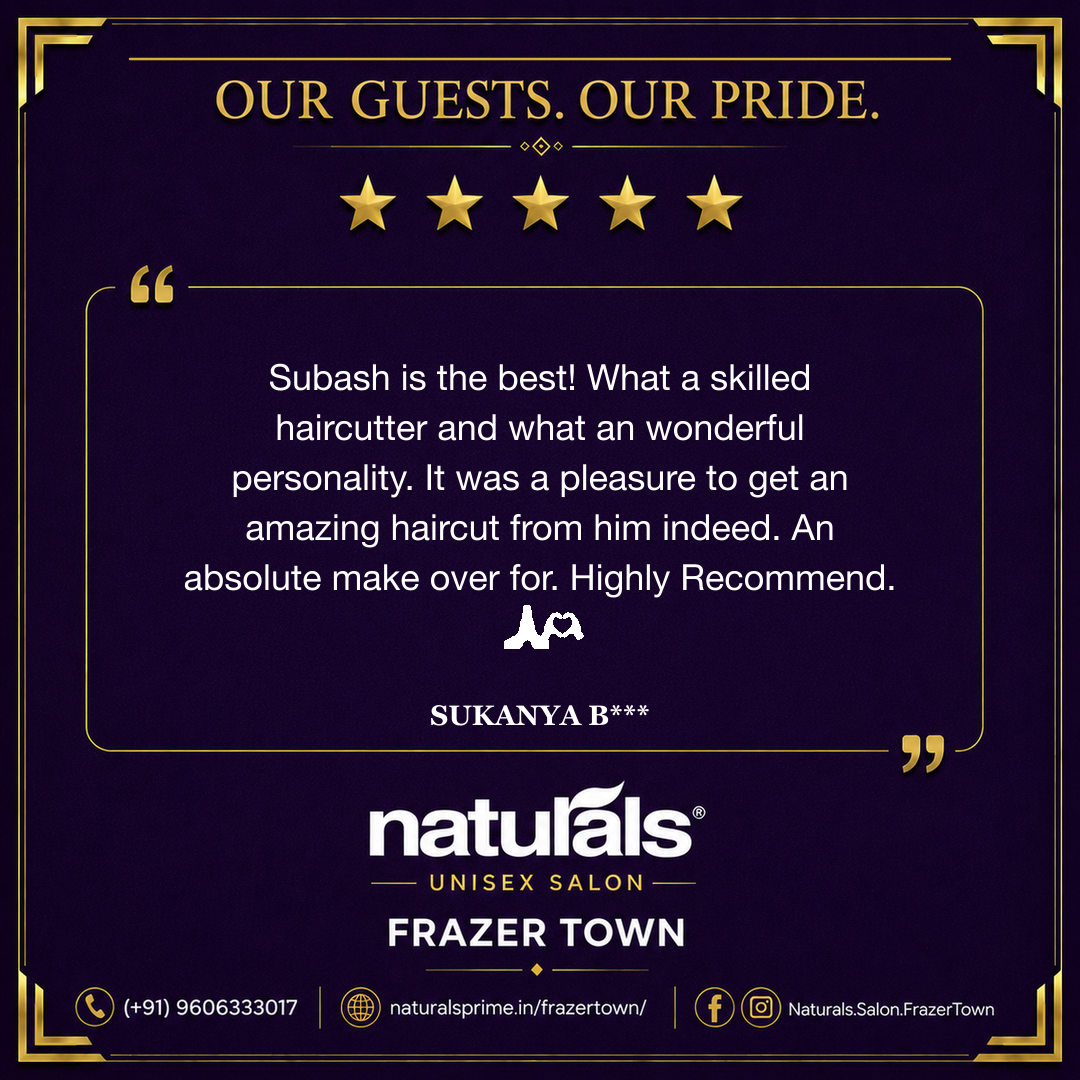 OUR GUESTS. OUR PRIDE.
“
Subash is the best! What a skilled
haircutter and what an wonderful
personality. It was a pleasure to get an
amazing haircut from him indeed. An
absolute make over for. Highly Recommend.
SUKANYA B***
”
naturals®
UNISEX SALON
FRAZER TOWN
(+91) 9606333017
naturalsprime.in/frazertown/
Naturals.Salon.FrazerTown